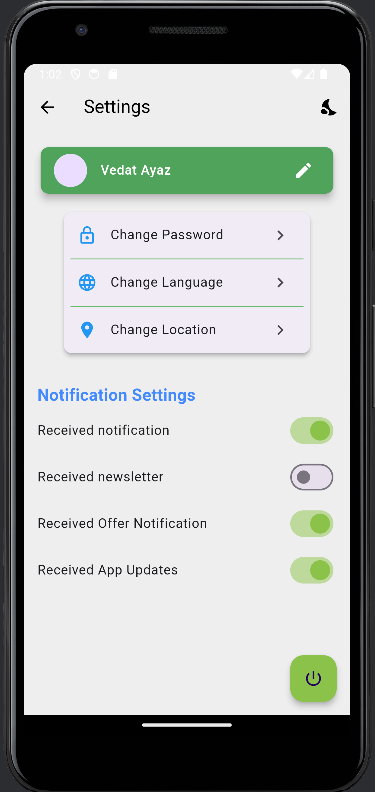 1:02
Settings
Vedat Ayaz
Change Password
Change Language
Change Location
Notification Settings
Received notification
Received newsletter
Received Offer Notification
Received App Updates